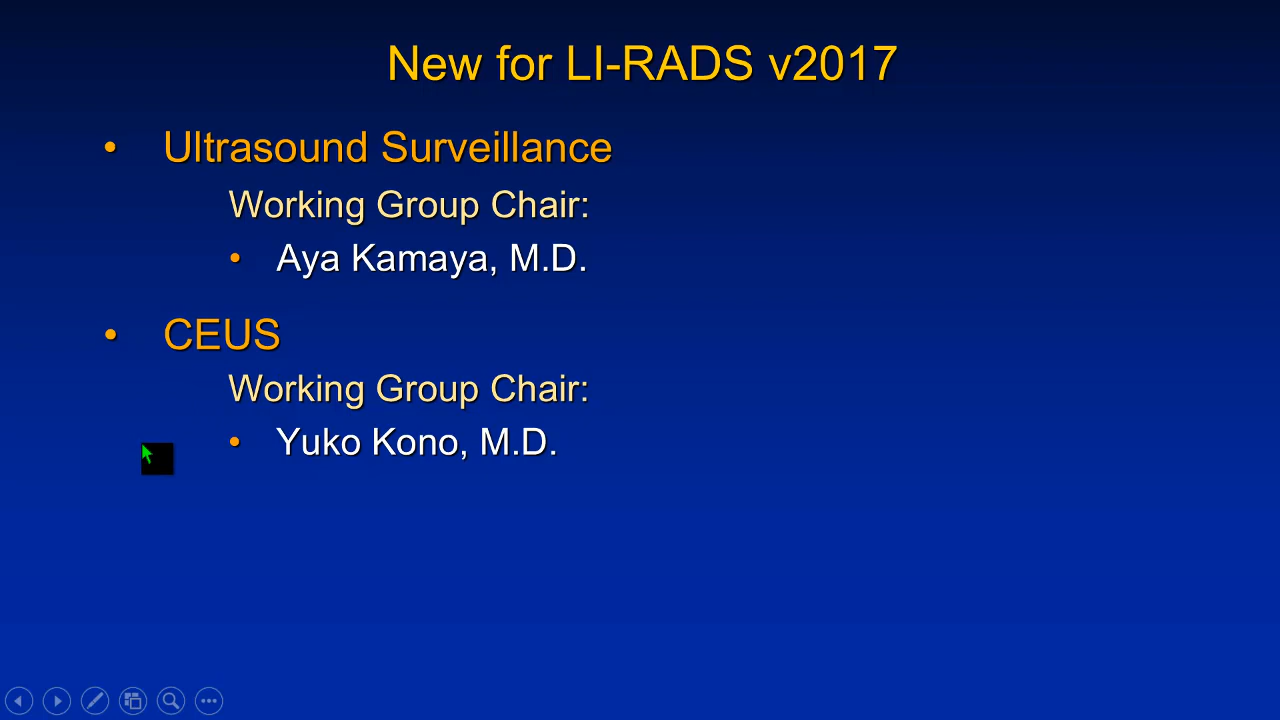 New for LI-RADS v2017
• Ultrasound Surveillance
Working Group Chair:
• Aya Kamaya, M.D.
• CEUS
Working Group Chair:
• Yuko Kono, M.D.